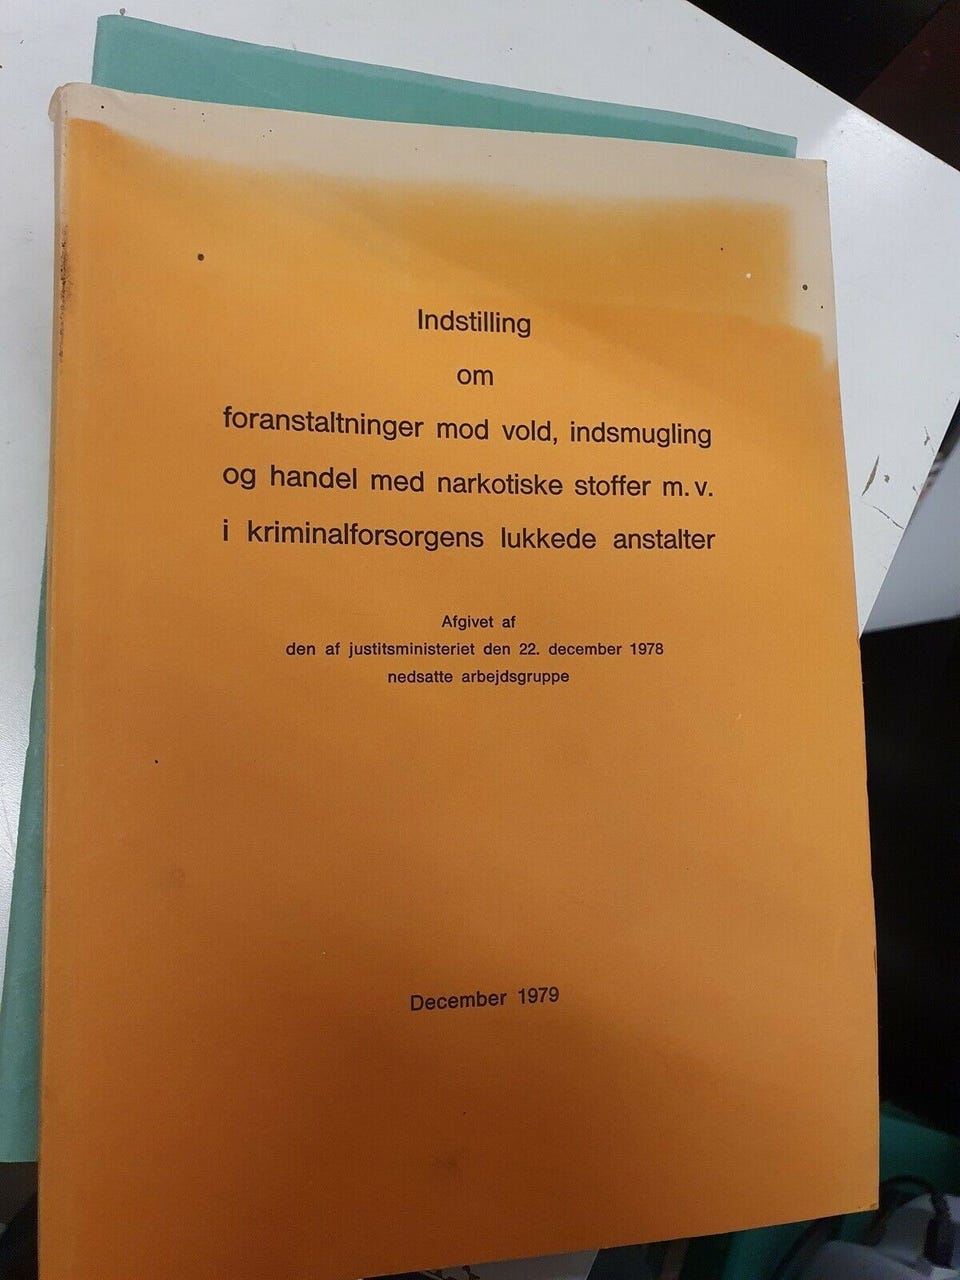 Indstilling
om
foranstaltninger mod vold, indsmugling
og handel med narkotiske stoffer m.v.
i kriminalforsorgens lukkede anstalter
Afgivet af
den af justitsministeriet den 22. december 1978
nedsatte arbejdsgruppe
December 1979